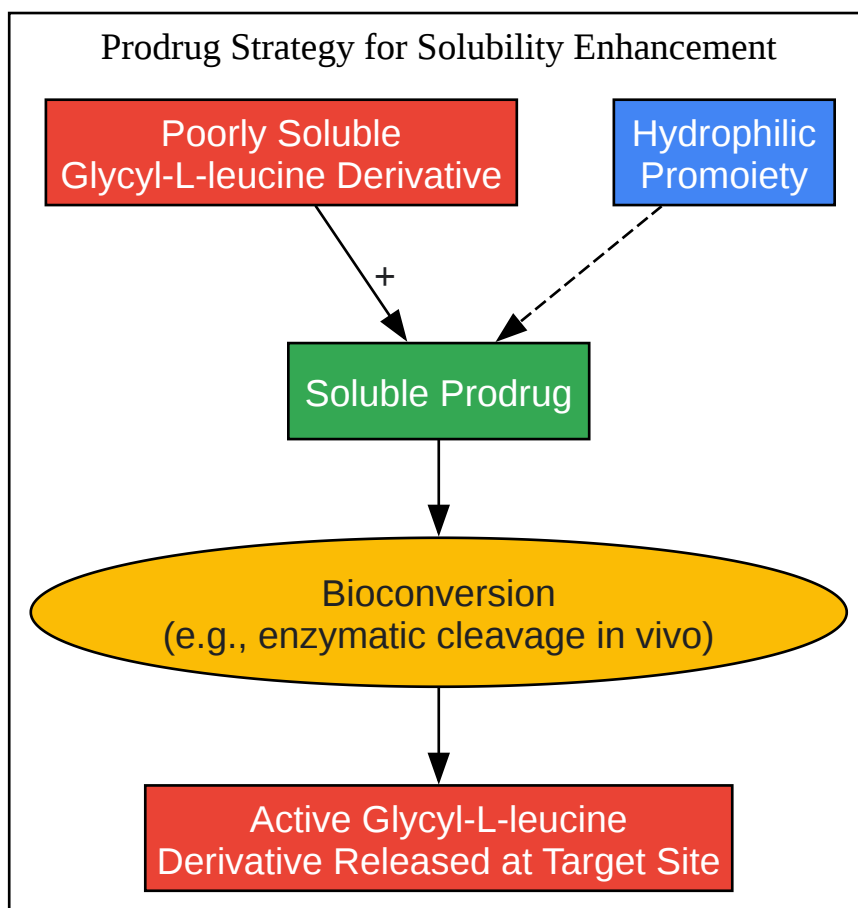 Prodrug Strategy for Solubility Enhancement
Poorly Soluble
Glycyl-L-leucine Derivative
Hydrophilic
Promoiety
+
Soluble Prodrug
Bioconversion
(e.g., enzymatic cleavage in vivo)
Active Glycyl-L-leucine
Derivative Released at Target Site